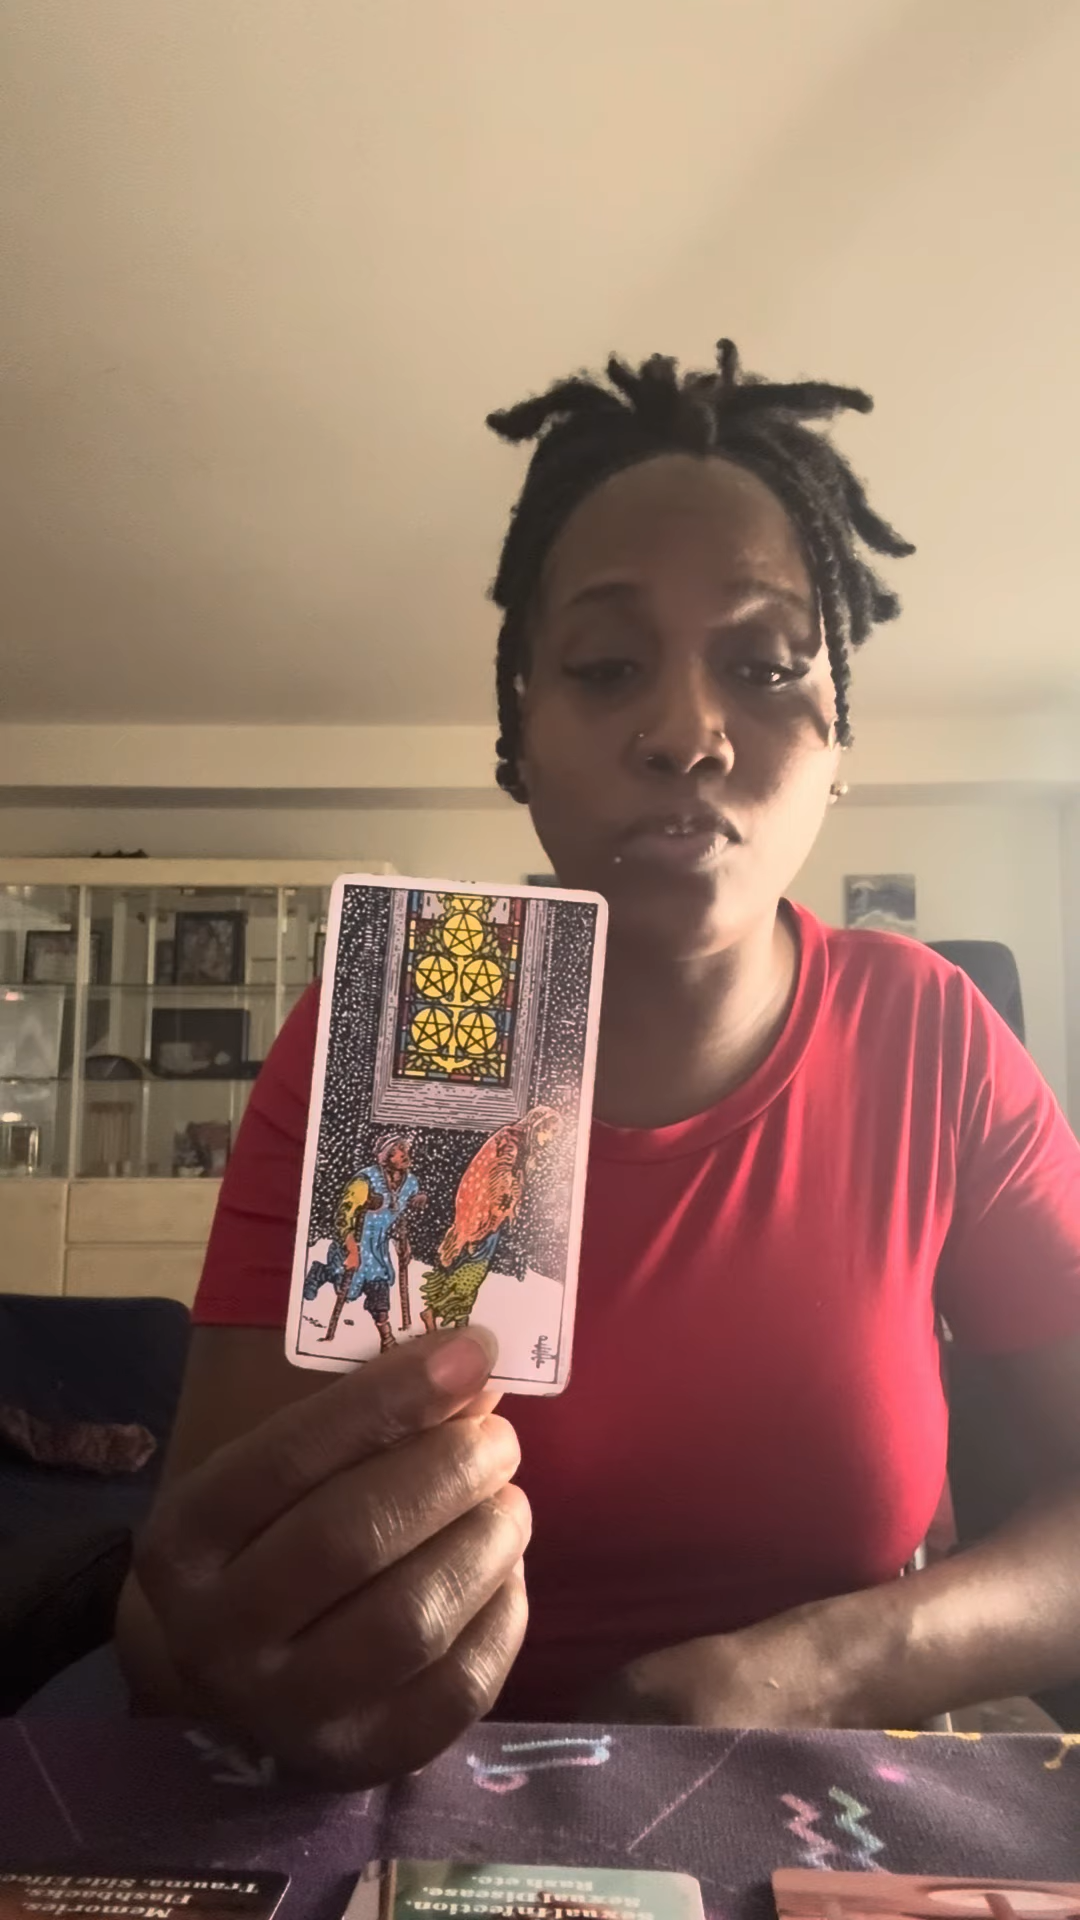 Memories,
Flashbacks,
Trauma, Side Effec
Sexual Infection,
Sexual Disease,
Rash etc.